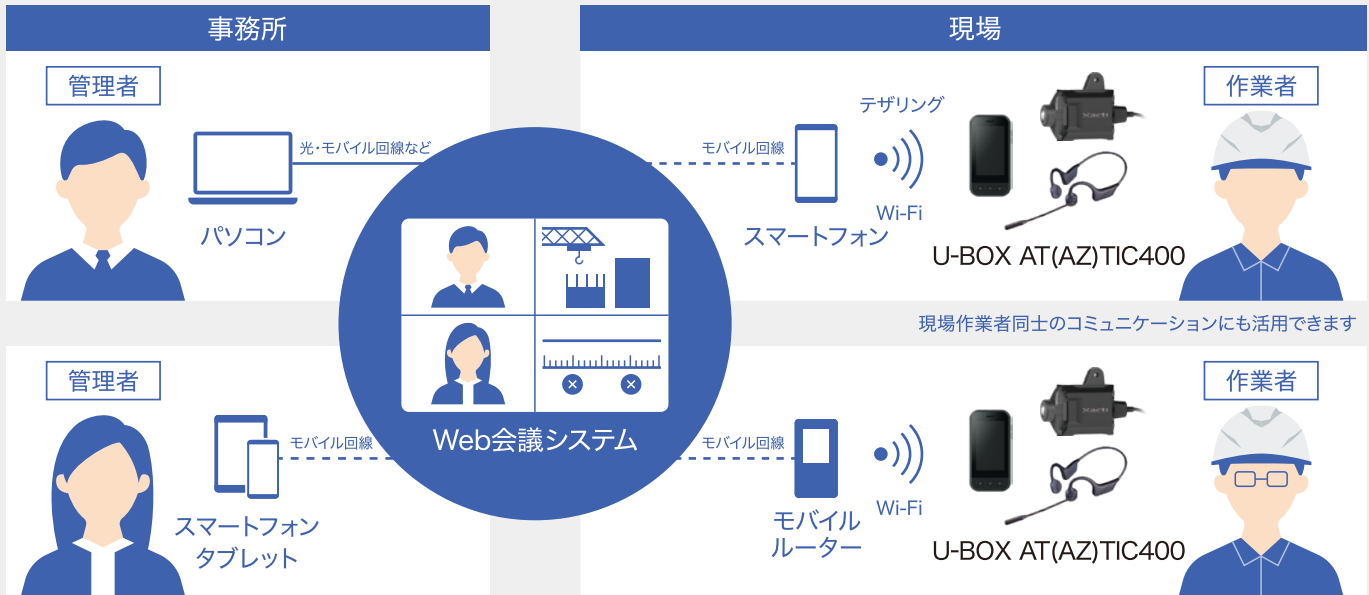 事務所
管理者
光・モバイル回線など
パソコン
管理者
モバイル回線
スマートフォン
タブレット
Web会議システム
現場
作業者
テザリング
モバイル回線
Wi-Fi
スマートフォン
Xacti
U-BOX AT(AZ)TIC400
現場作業者同士のコミュニケーションにも活用できます
作業者
モバイル回線
Wi-Fi
モバイル
ルーター
Xacti
U-BOX AT(AZ)TIC400